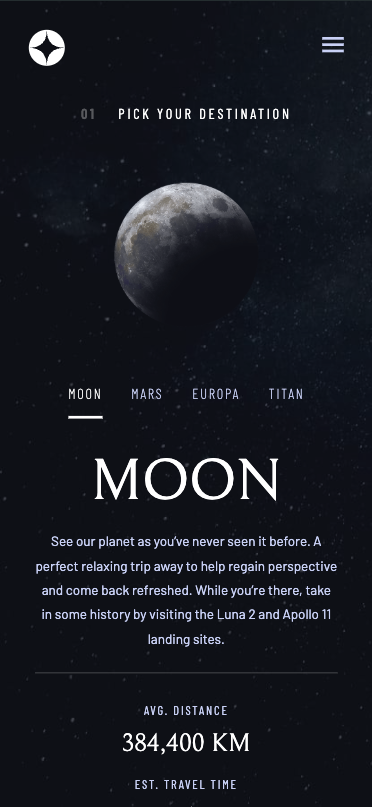 01 PICK YOUR DESTINATION
MOON MARS EUROPA TITAN
MOON
See our planet as you’ve never seen it before. A
perfect relaxing trip away to help regain perspective
and come back refreshed. While you’re there, take
in some history by visiting the Luna 2 and Apollo 11
landing sites.
AVG. DISTANCE
384,400 KM
EST. TRAVEL TIME